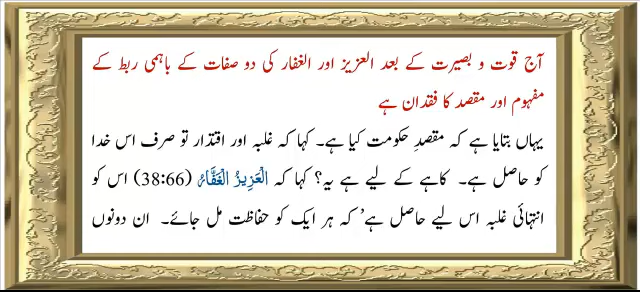 آج قوت و بصیرت کے بعد العزیز اور الغفار کی دو صفات کے باہمی ربط کے
مفہوم اور مقصد کا فقدان ہے
یہاں بتایا ہے کہ مقصدِ حکومت کیا ہے۔ کہا کہ غلبہ اور اقتدار تو صرف اس خدا
کو حاصل ہے۔ کاہے کے لیے ہے یہ؟ کہا کہ الْعَزِيزُ الْغَفَّارُ (38:66) اس کو
انتہائی غلبہ اس لیے حاصل ہے’ کہ ہر ایک کو حفاظت مل جائے۔ ان دونوں